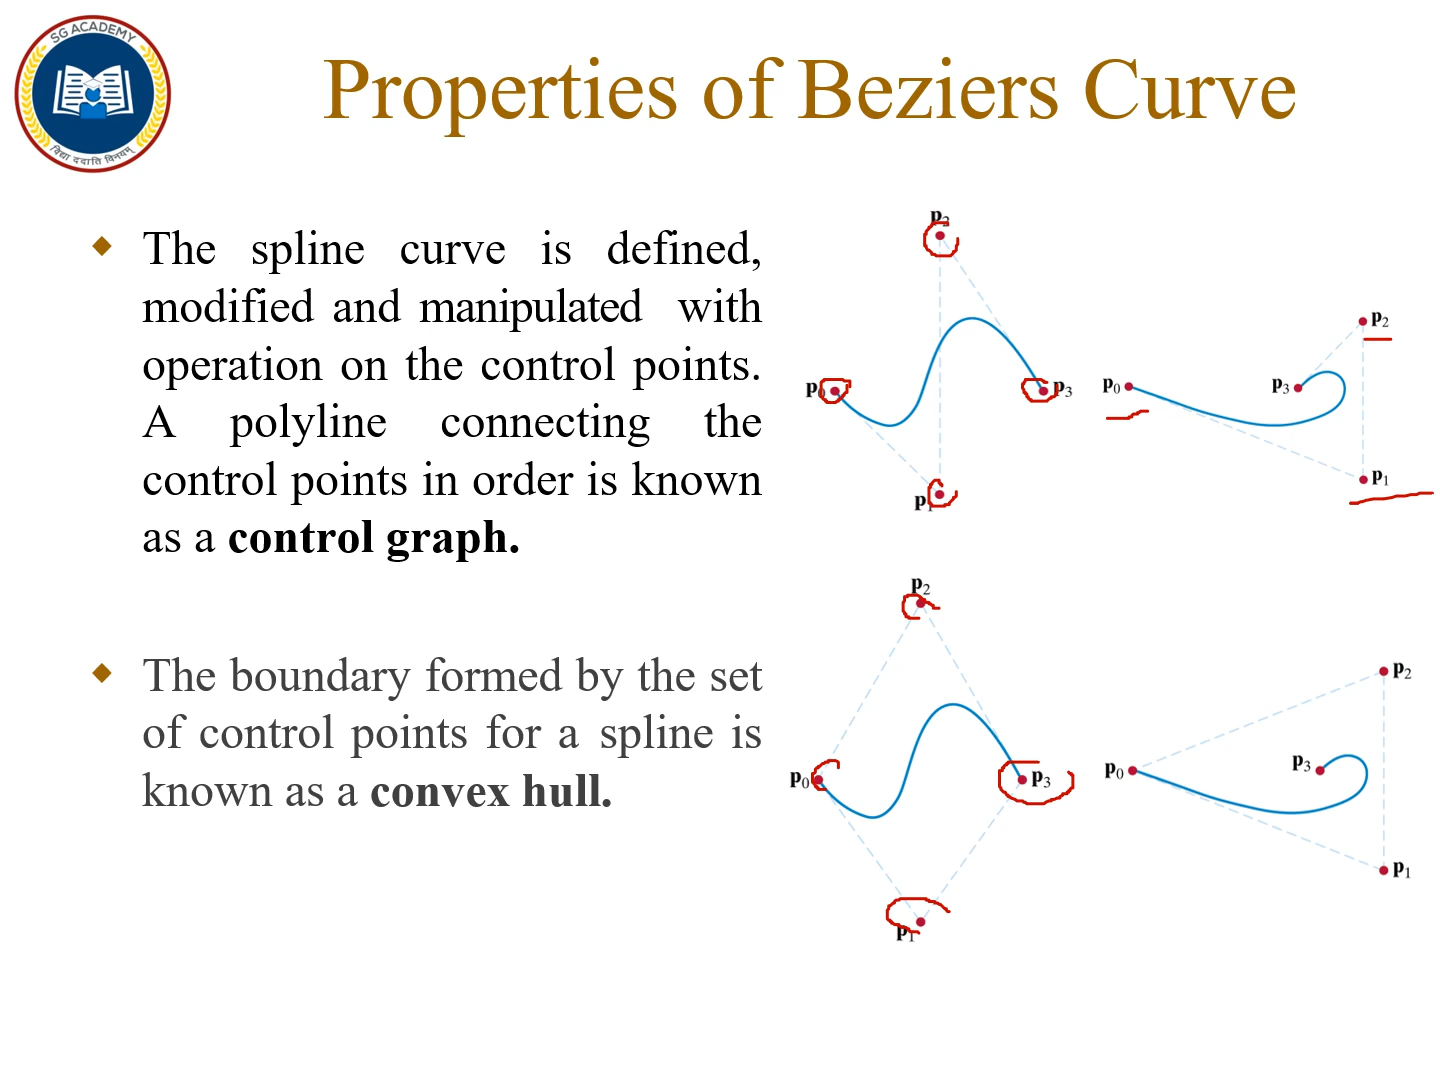 SG ACADEMY
विद्या ददाति विनयम्
Properties of Beziers Curve
The spline curve is defined,
modified and manipulated with
operation on the control points.
A polyline connecting the
control points in order is known
as a control graph.
The boundary formed by the set
of control points for a spline is
known as a convex hull.
p2
p0
p3
p1
p2
p0
p3
p1
p2
p0
p3
p1
p2
p0
p3
p1